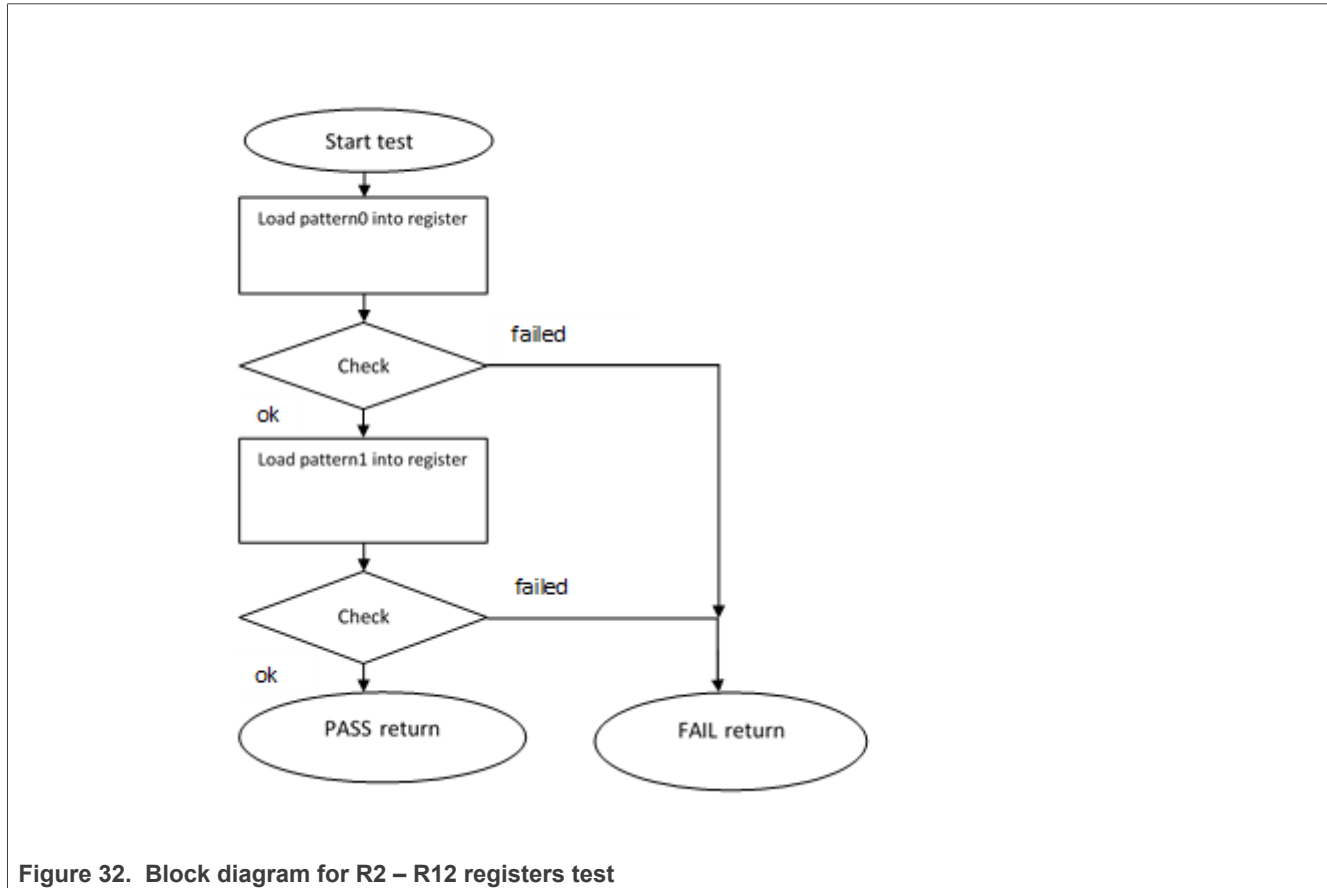 Start test
Load pattern0 into register
failed
Check
ok
Load pattern1 into register
failed
Check
ok
PASS return
FAIL return
Figure 32. Block diagram for R2 – R12 registers test